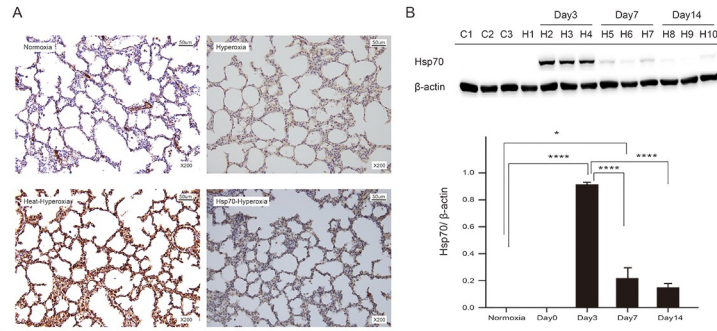 A
Normoxia
50um
X200
Hyperoxia
50um
X200
Heat-Hyperoxia
50um
X200
Hsp70-Hyperoxia
50um
X200
B
Day3 Day7 Day14
C1 C2 C3 H1 H2 H3 H4 H5 H6 H7 H8 H9 H10
Hsp70
β-actin
*
****
****
****
Hsp70/ β-actin
1.0
0.8
0.6
0.4
0.2
0.0
Normoxia Day0 Day3 Day7 Day14